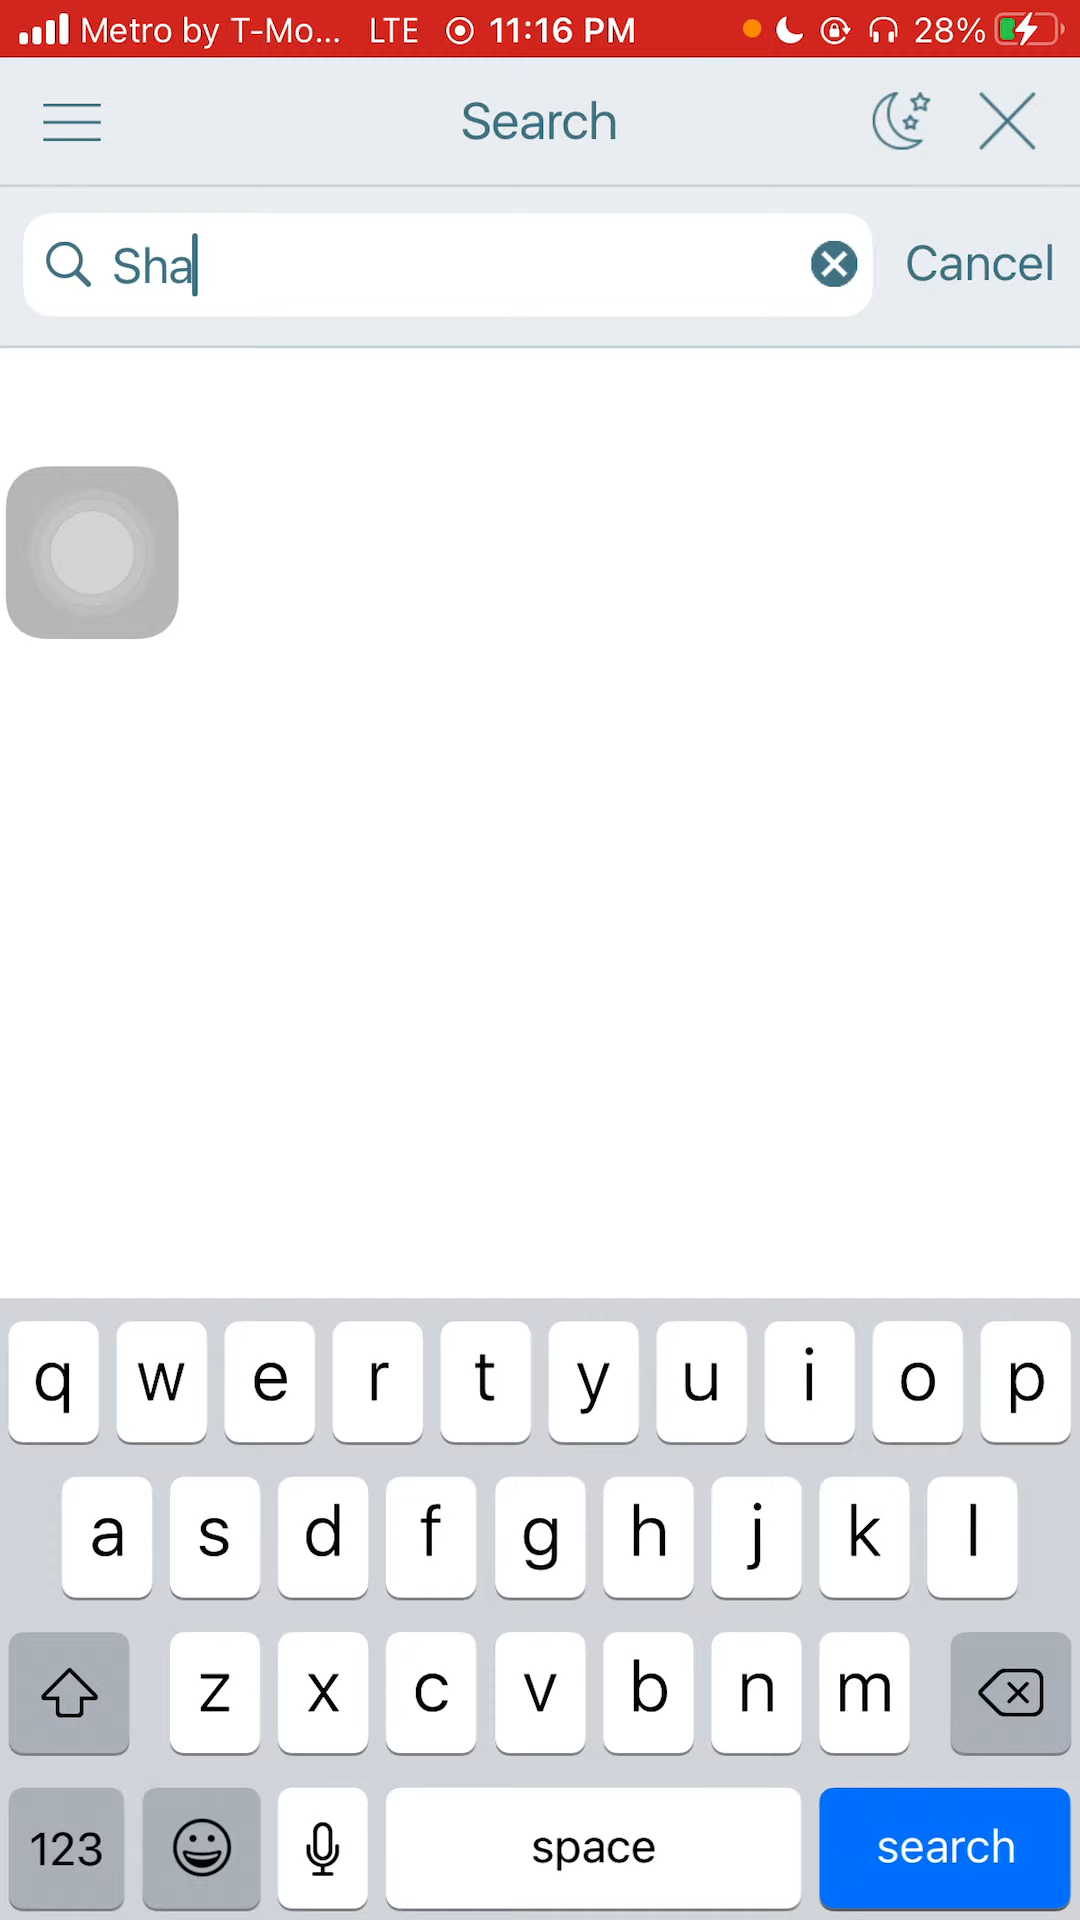 Metro by T-Mo... LTE 11:16 PM 28%
Search
Sha Cancel
q w e r t y u i o p
a s d f g h j k l
z x c v b n m
123 space search